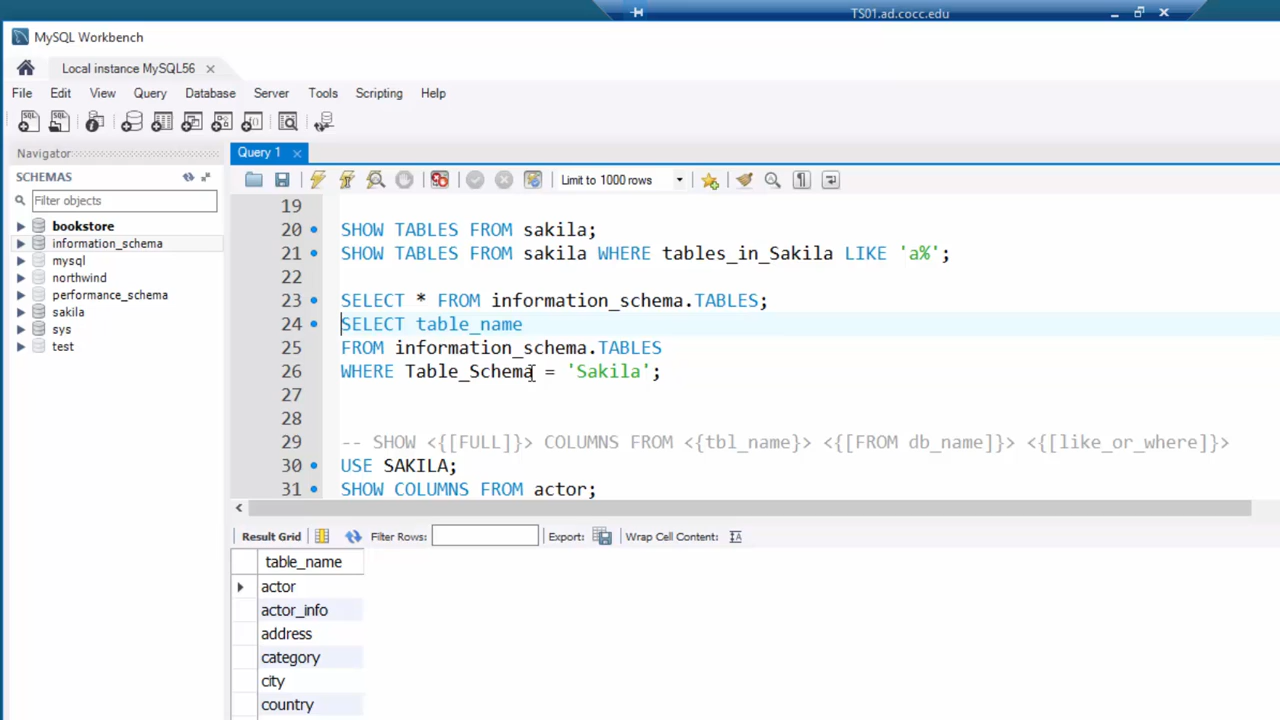 TS01.ad.cocc.edu
MySQL Workbench
Local instance MySQL56
File Edit View Query Database Server Tools Scripting Help
Navigator
Query 1
SCHEMAS
Limit to 1000 rows
Filter objects
bookstore
information_schema
mysql
northwind
performance_schema
sakila
sys
test
19
20 SHOW TABLES FROM sakila;
21 SHOW TABLES FROM sakila WHERE tables_in_Sakila LIKE 'a%';
22
23 SELECT * FROM information_schema.TABLES;
24 SELECT table_name
25 FROM information_schema.TABLES
26 WHERE Table_Schema = 'Sakila';
27
28
29 -- SHOW <{[FULL]}> COLUMNS FROM <{tbl_name}> <{[FROM db_name]}> <{[like_or_where]}>
30 USE SAKILA;
31 SHOW COLUMNS FROM actor;
Result Grid Filter Rows: Export: Wrap Cell Content:
table_name
actor
actor_info
address
category
city
country